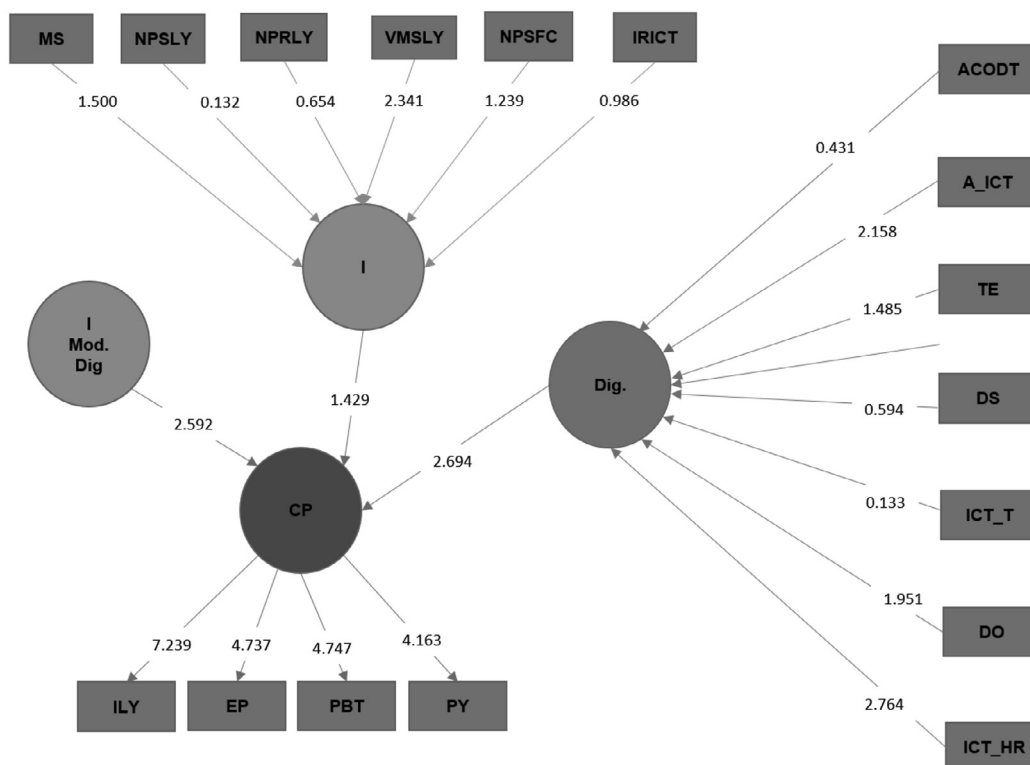 MS
NPSLY
NPRLY
VMSLY
NPSFC
IRICT
ACODT
1.500
0.132
0.654
2.341
1.239
0.986
0.431
A_ICT
2.158
I
TE
1.485
I
Mod.
Dig
Dig.
DS
0.594
1.429
2.592
2.694
CP
ICT_T
0.133
1.951
DO
7.239
4.737
4.747
4.163
ILY
EP
PBT
PY
2.764
ICT_HR